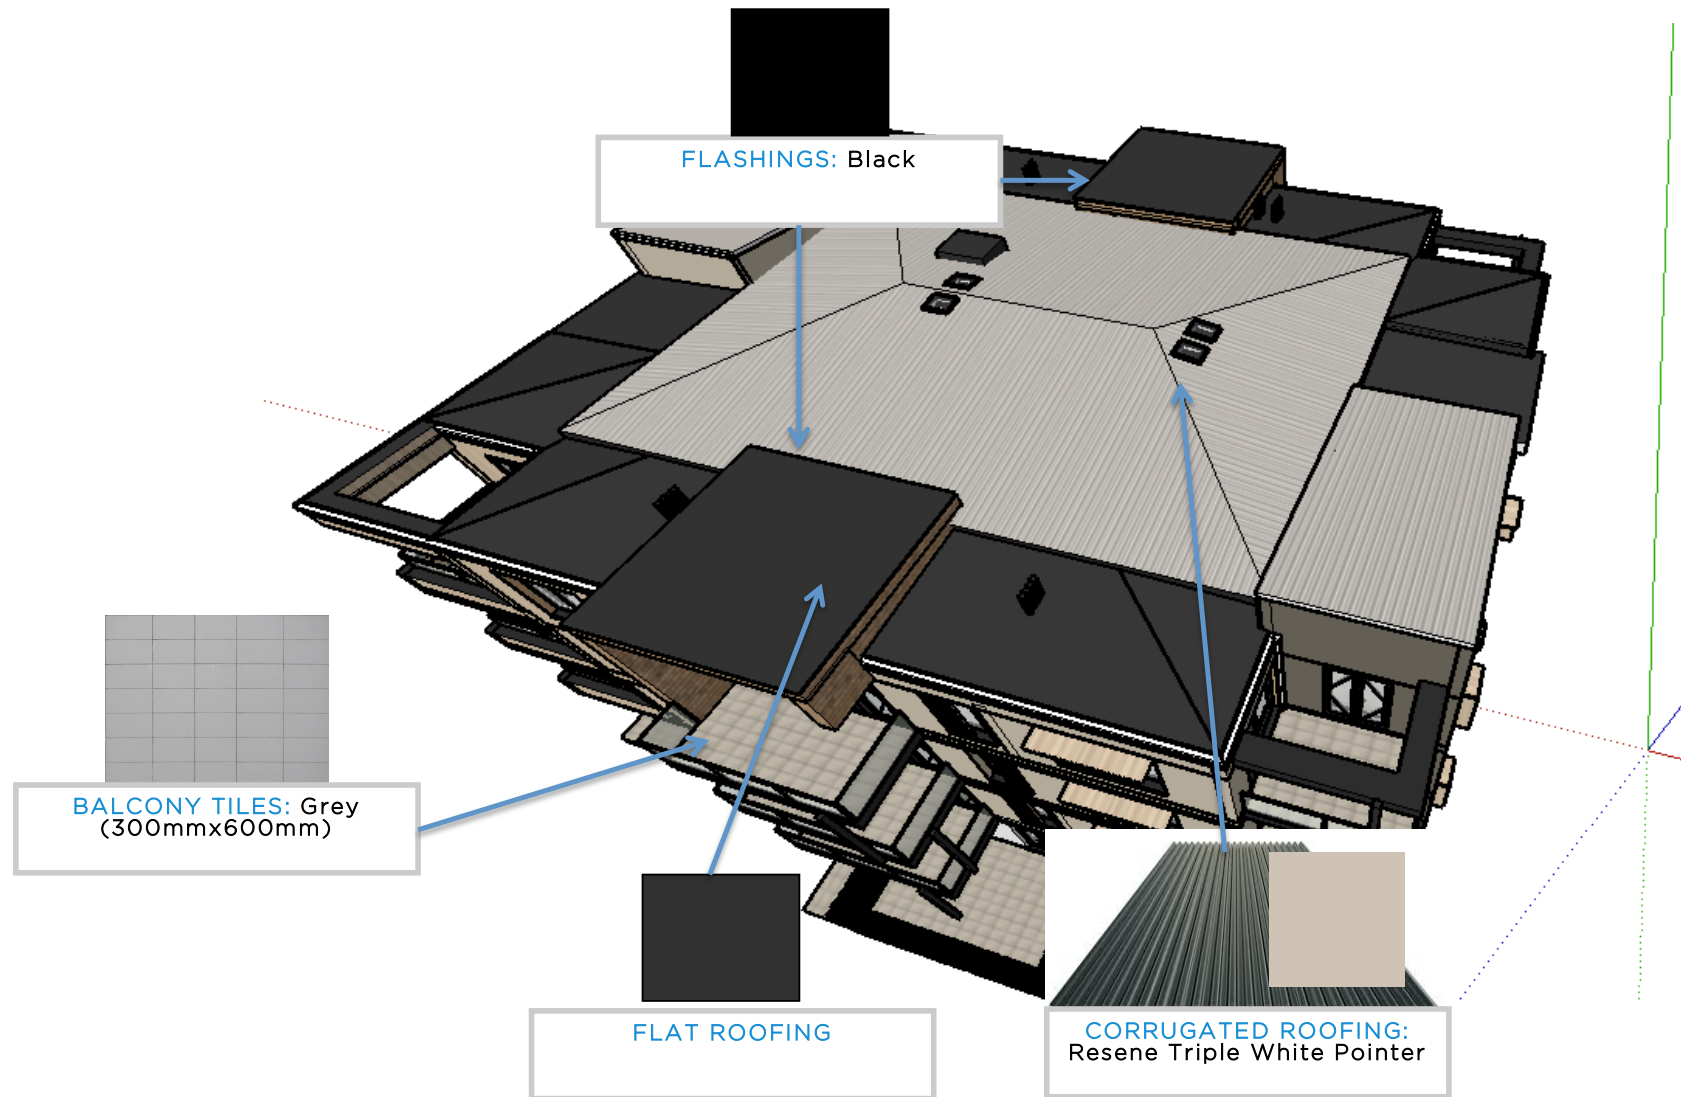 FLASHINGS: Black
BALCONY TILES: Grey
(300mmx600mm)
FLAT ROOFING
CORRUGATED ROOFING:
Resene Triple White Pointer